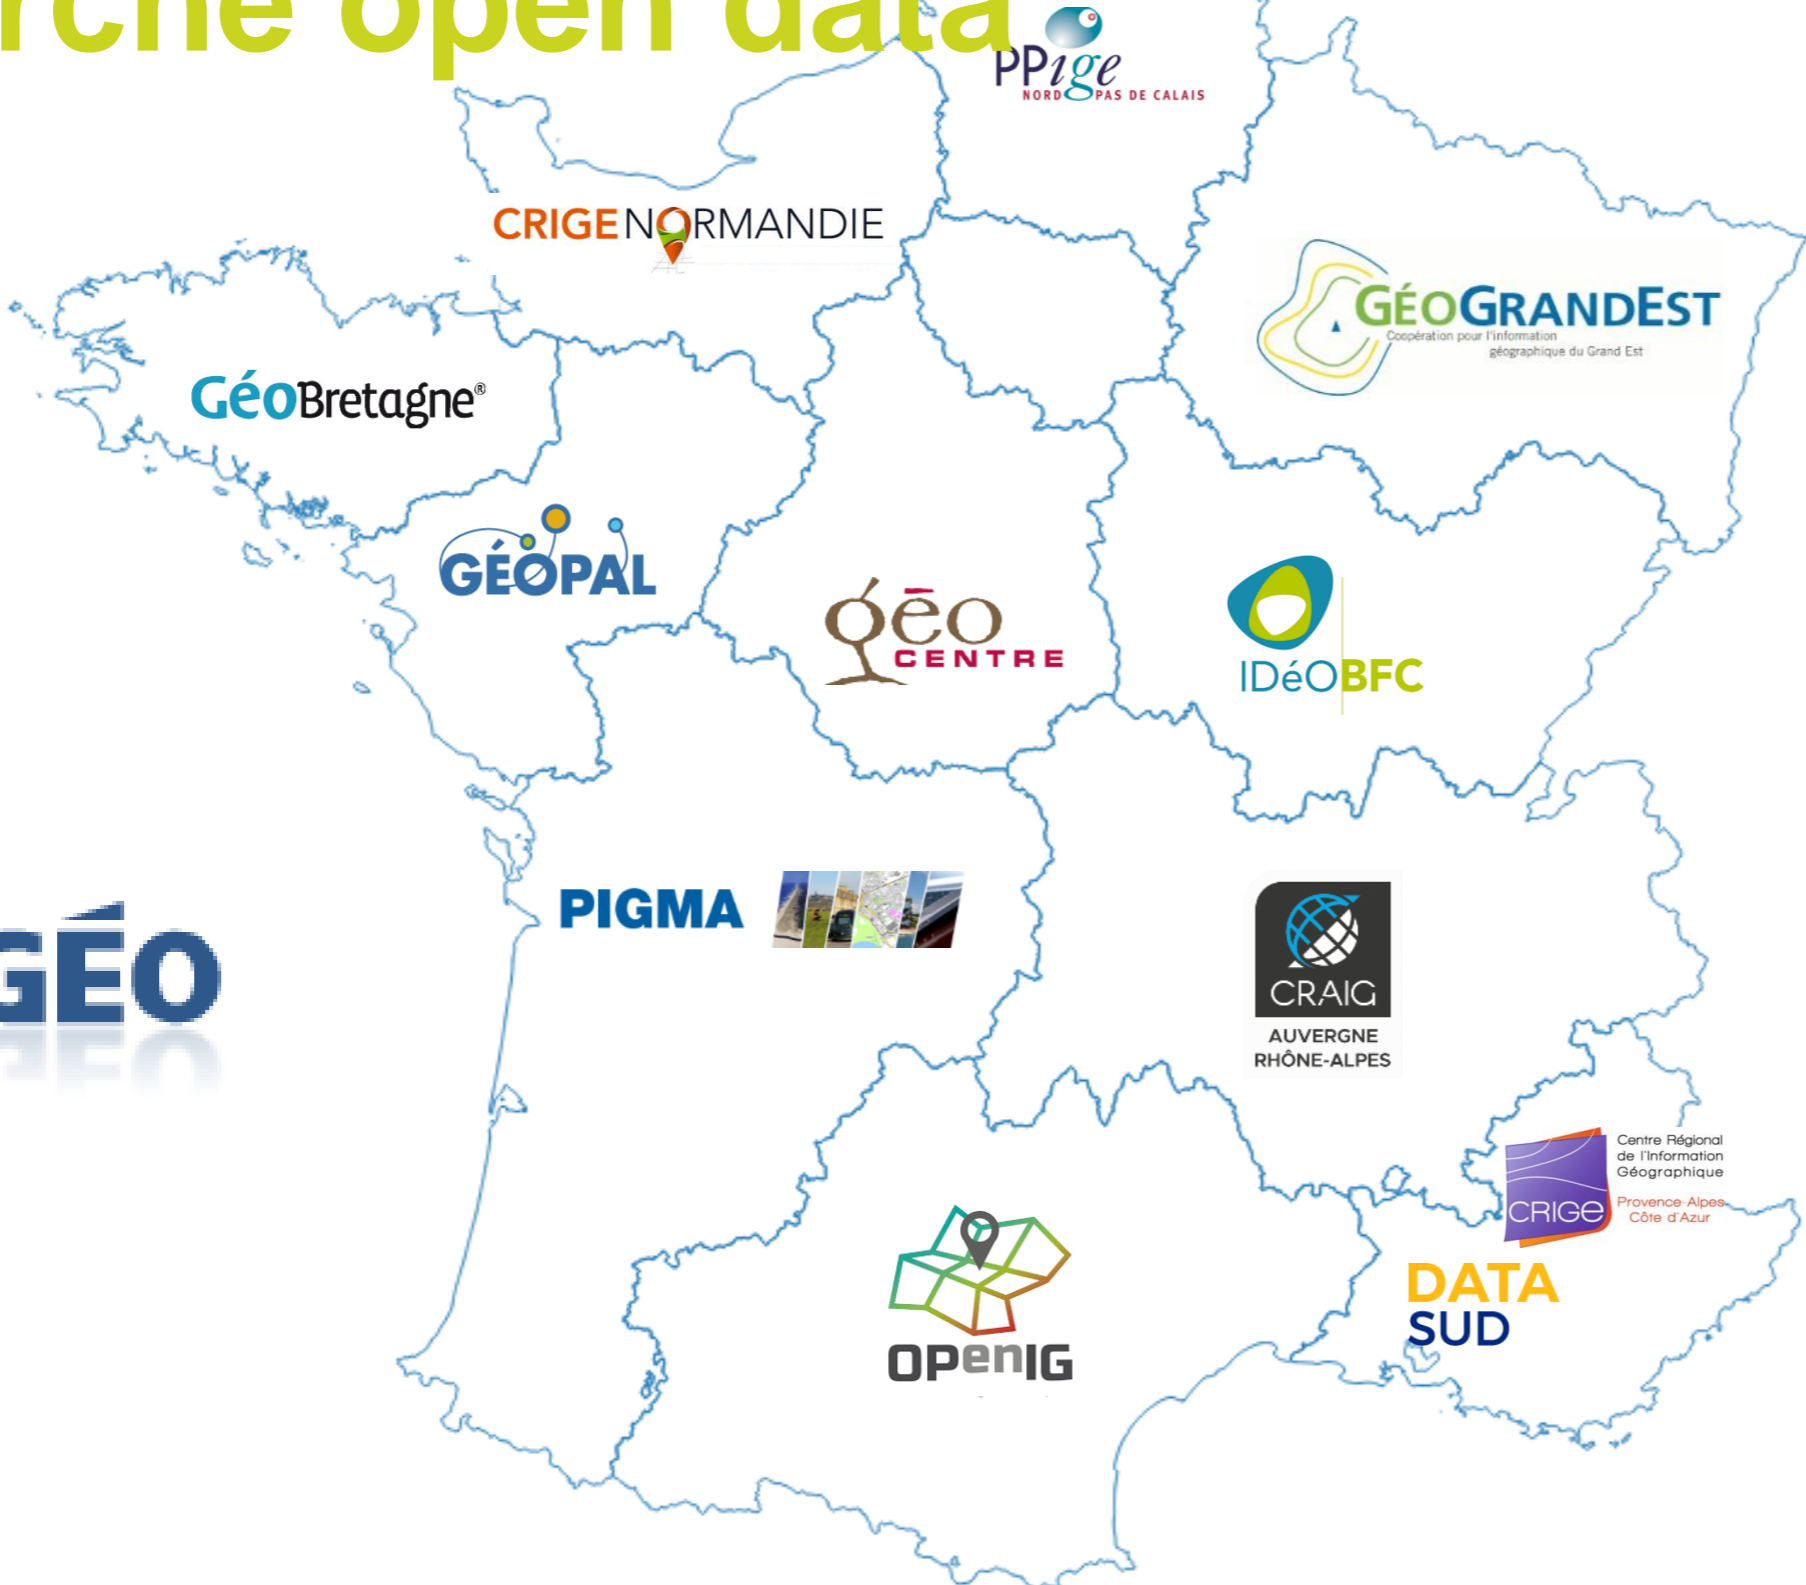 rche open data
PPige
NORD PAS DE CALAIS
CRIGE NORMANDIE
GÉOGRANDEST
Coopération pour l'information
géographique du Grand Est
GéoBretagne®
GÉOPAL
géo
CENTRE
IDéOBFC
PIGMA
GÉO
CRAIG
AUVERGNE
RHÔNE-ALPES
Centre Régional
de l'Information
Géographique
CRIGE
Provence-Alpes
Côte d'Azur
DATA
SUD
OPenIG